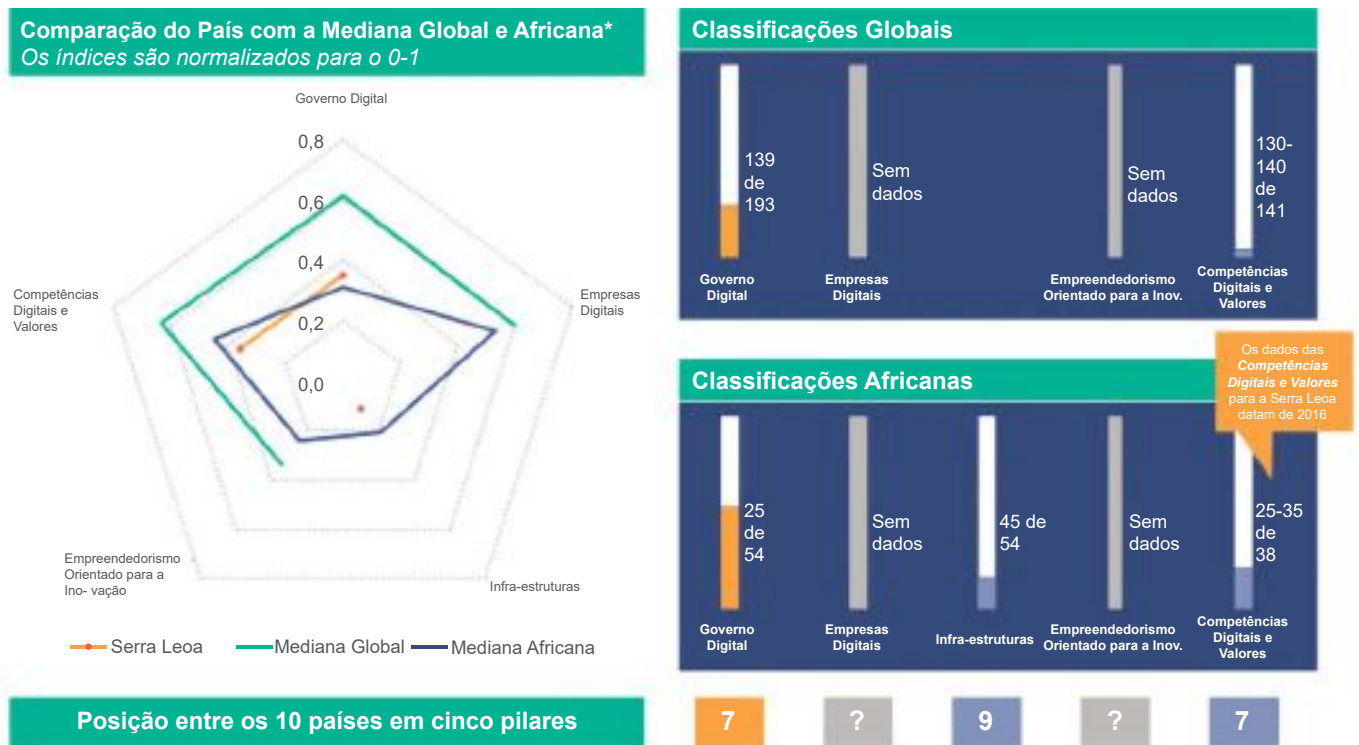 Comparação do País com a Mediana Global e Africana*
Os índices são normalizados para o 0-1
Governo Digital
0,8
0,6
0,4
0,2
0,0
Competências
Digitais e
Valores
Empresas
Digitais
Empreendedorismo
Orientado para a
Ino- vação
Infra-estruturas
Serra Leoa
Mediana Global
Mediana Africana
Classificações Globais
139
de
193
Sem
dados
Sem
dados
130-
140
de
141
Governo
Digital
Empresas
Digitais
Empreendedorismo
Orientado para a Inov.
Competências
Digitais e
Valores
Classificações Africanas
Os dados das
Competências
Digitais e Valores
para a Serra Leoa
datam de 2016
25
de
54
Sem
dados
45 de
54
Sem
dados
25-35
de
38
Governo
Digital
Empresas
Digitais
Infra-estruturas
Empreendedorismo
Orientado para a Inov.
Competências
Digitais e
Valores
Posição entre os 10 países em cinco pilares
7
?
9
?
7